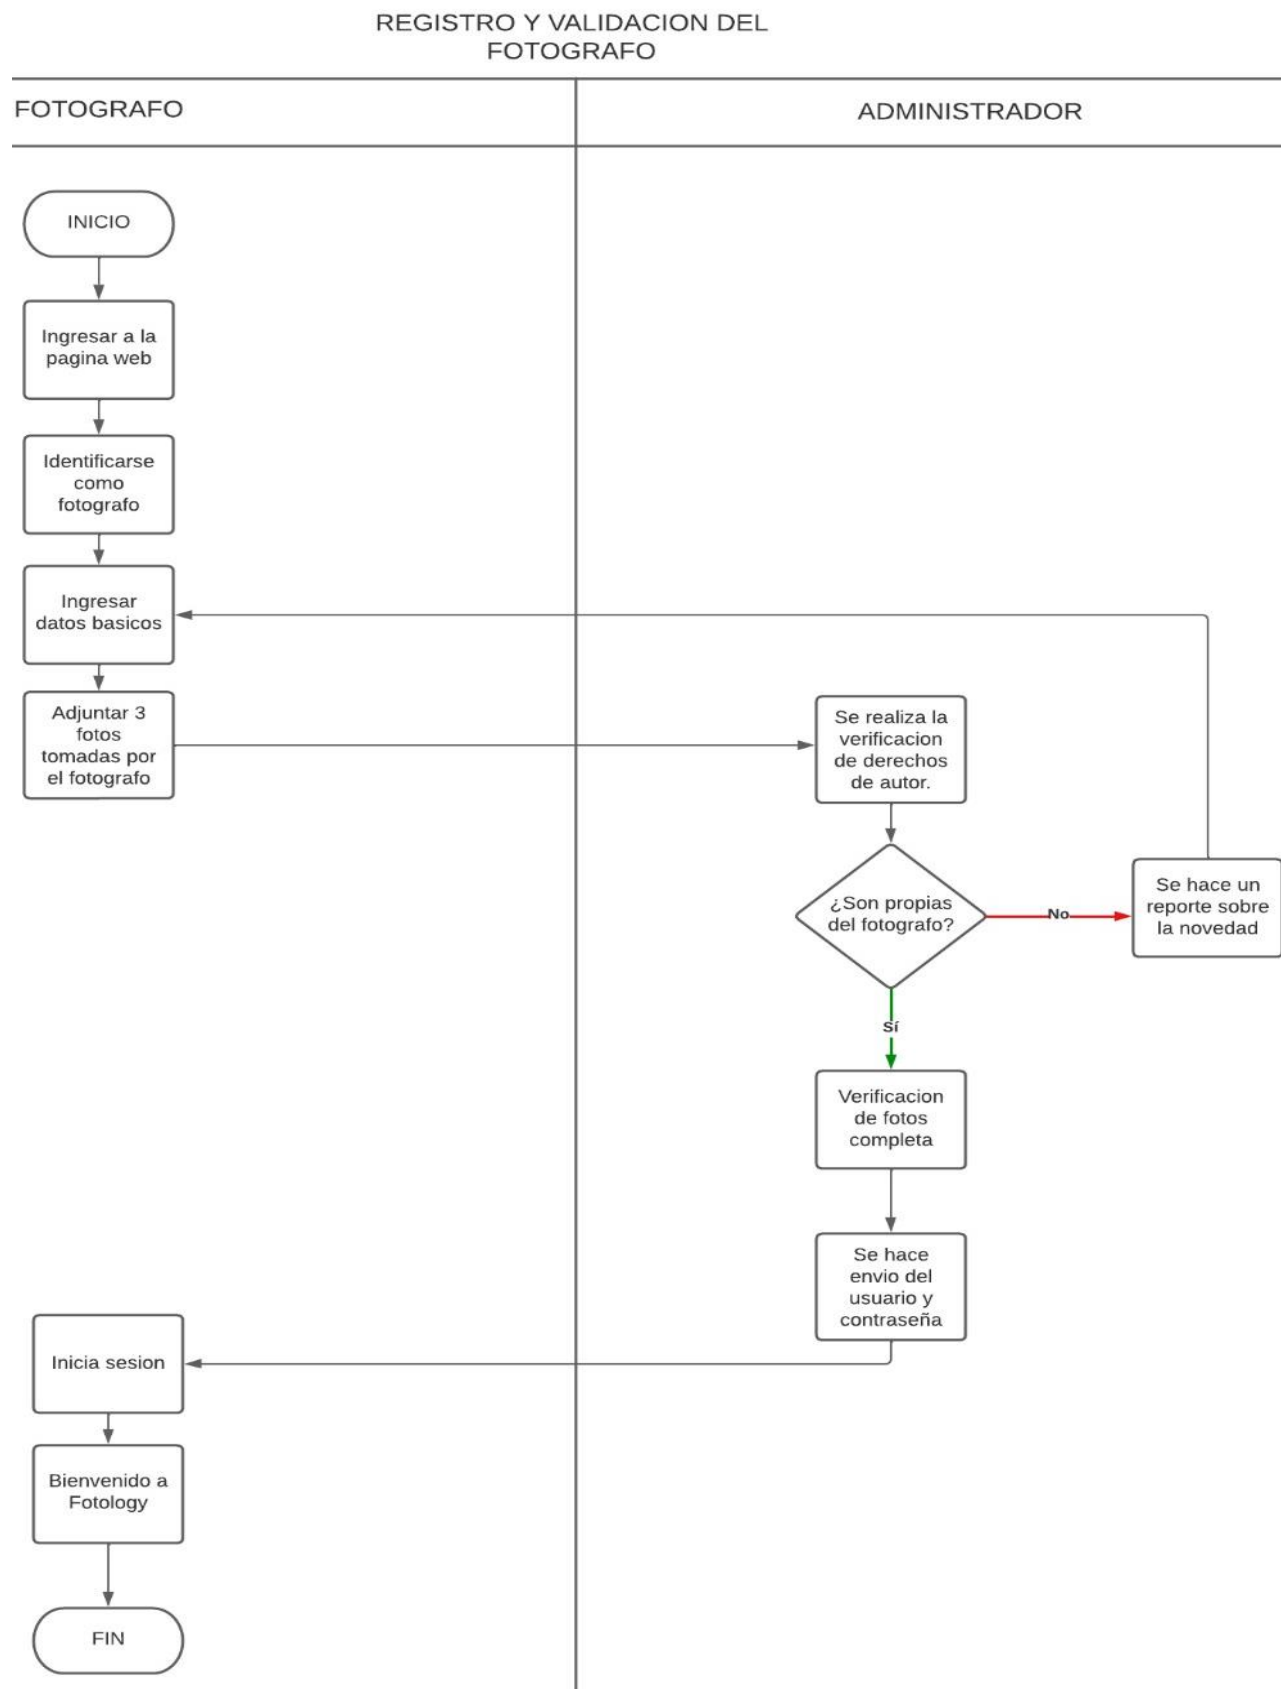 REGISTRO Y VALIDACION DEL
FOTOGRAFO
FOTOGRAFO
ADMINISTRADOR
INICIO
Ingresar a la
pagina web
Identificarse
como
fotografo
Ingresar
datos basicos
Adjuntar 3
fotos
tomadas por
el fotografo
Se realiza la
verificacion
de derechos
de autor.
¿Son propias
del fotografo?
No
Se hace un
reporte sobre
la novedad
Sí
Verificacion
de fotos
completa
Se hace
envio del
usuario y
contraseña
Inicia sesion
Bienvenido a
Fotology
FIN